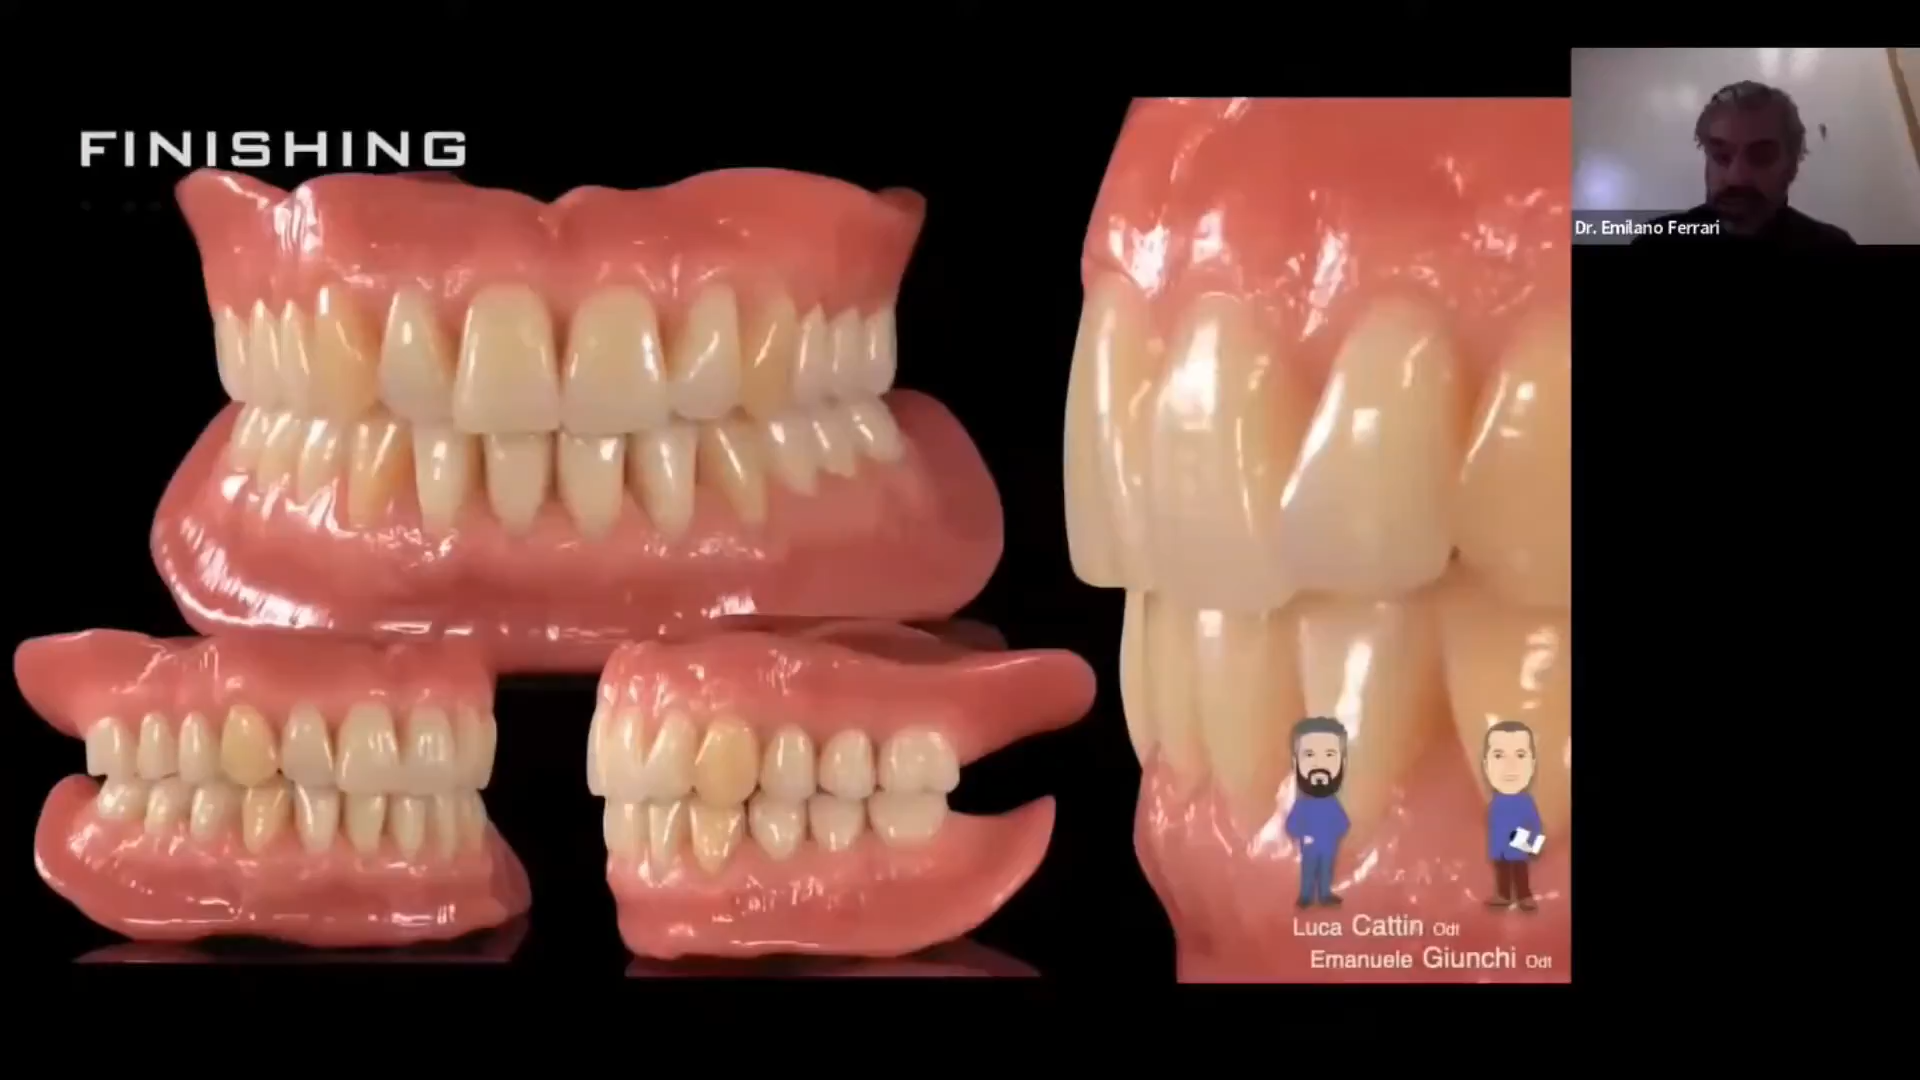 FINISHING
Dr. Emilano Ferrari
Luca Cattin Odt
Emanuele Giunchi Odt